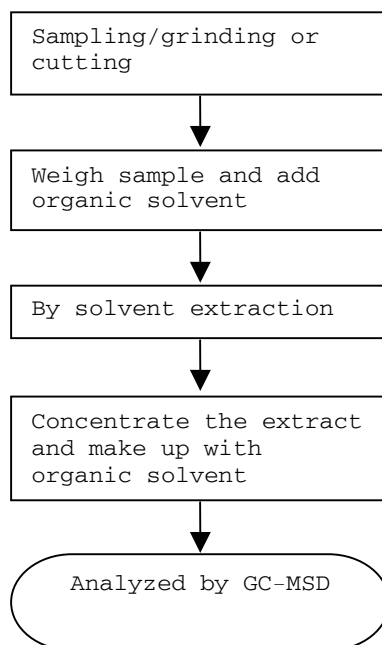 Sampling/grinding or
cutting
Weigh sample and add
organic solvent
By solvent extraction
Concentrate the extract
and make up with
organic solvent
Analyzed by GC-MSD